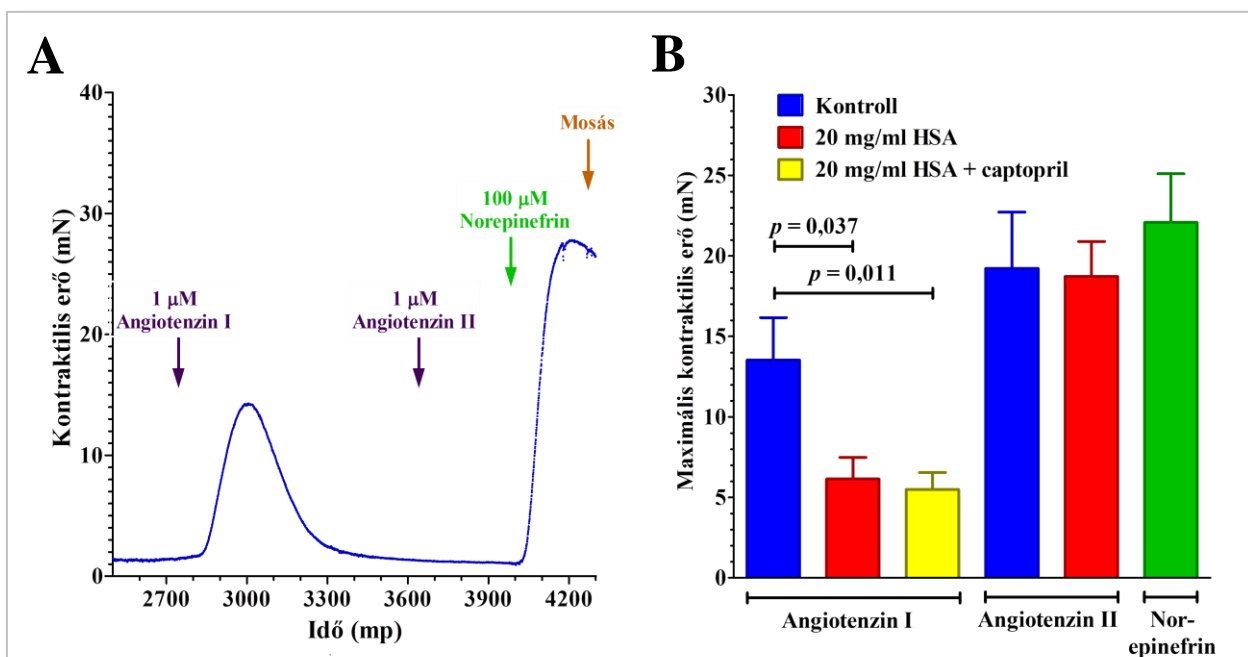 A
Kontraktilis erő (mN)
40
30
20
10
0
Mosás
100 µM
Norepinefrin
1 µM
Angiotenzin I
1 µM
Angiotenzin II
2700 3000 3300 3600 3900 4200
Idő (mp)
B
Maximális kontraktilis erő (mN)
30
25
20
15
10
5
0
Kontroll
20 mg/ml HSA
20 mg/ml HSA + captopril
p = 0,037
p = 0,011
Angiotenzin I
Angiotenzin II
Nor-
epinefrin